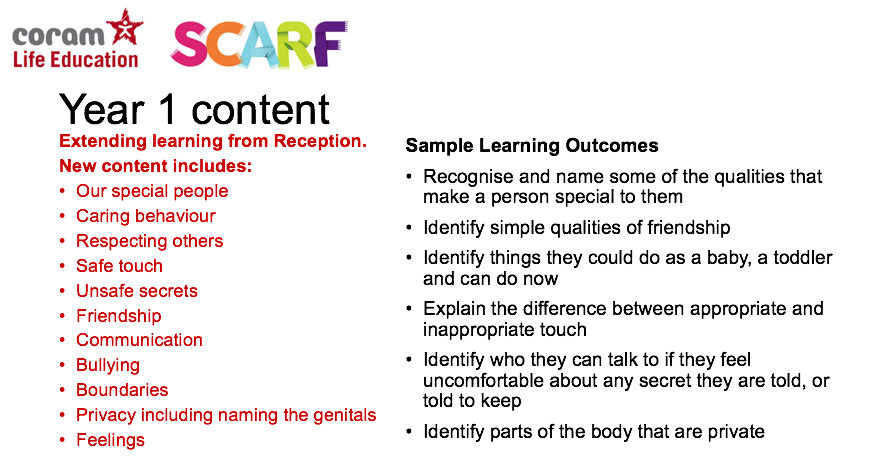 coram
Life Education
SCARF
Year 1 content
Extending learning from Reception.
New content includes:
• Our special people
• Caring behaviour
• Respecting others
• Safe touch
• Unsafe secrets
• Friendship
• Communication
• Bullying
• Boundaries
• Privacy including naming the genitals
• Feelings
Sample Learning Outcomes
• Recognise and name some of the qualities that
make a person special to them
• Identify simple qualities of friendship
• Identify things they could do as a baby, a toddler
and can do now
• Explain the difference between appropriate and
inappropriate touch
• Identify who they can talk to if they feel
uncomfortable about any secret they are told, or
told to keep
• Identify parts of the body that are private